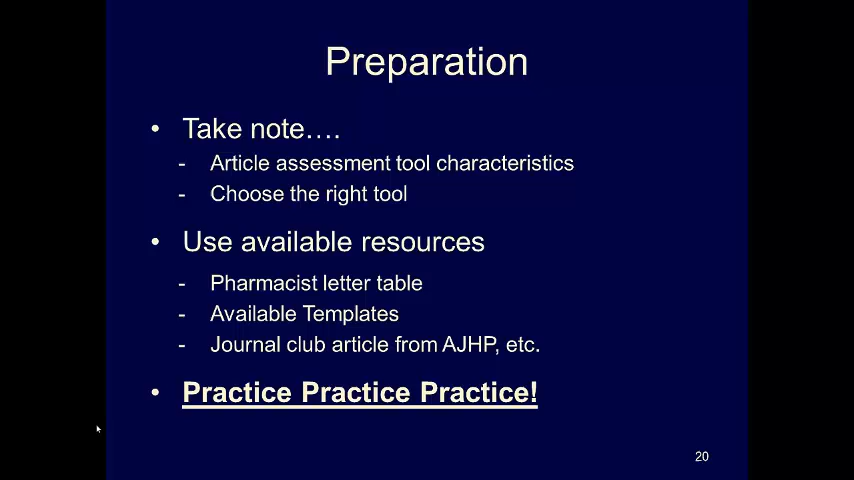 Preparation
• Take note….
- Article assessment tool characteristics
- Choose the right tool
• Use available resources
- Pharmacist letter table
- Available Templates
- Journal club article from AJHP, etc.
• Practice Practice Practice!
20